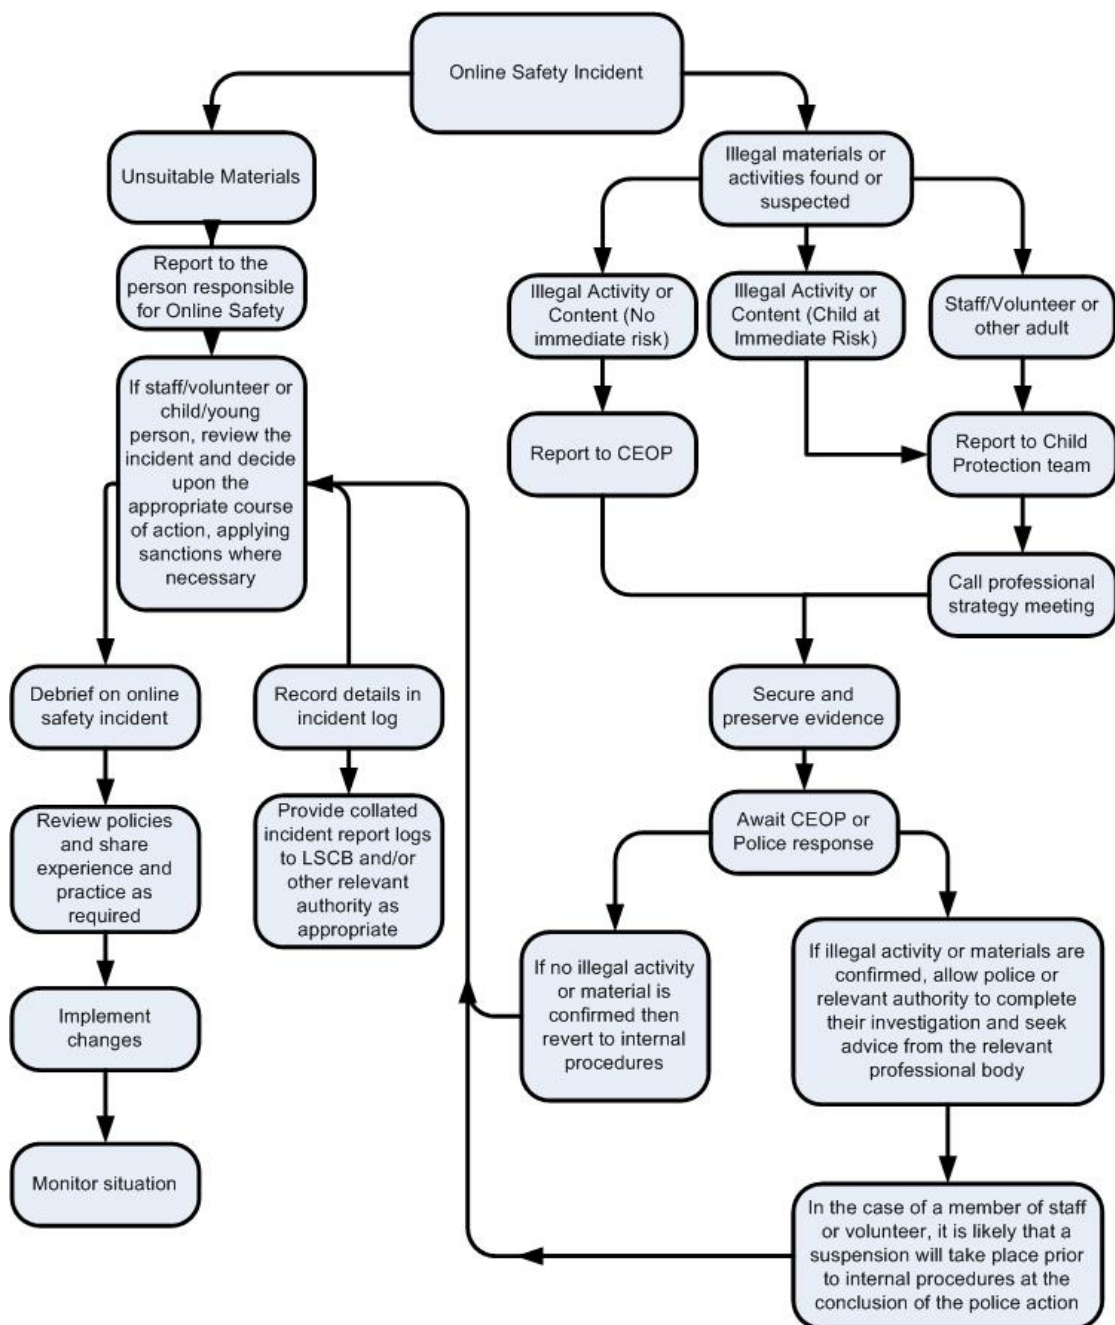 Online Safety Incident
Unsuitable Materials
Report to the
person responsible
for Online Safety
If staff/volunteer or
child/young
person, review the
incident and decide
upon the
appropriate course
of action, applying
sanctions where
necessary
Debrief on online
safety incident
Review policies
and share
experience and
practice as
required
Implement
changes
Monitor situation
Record details in
incident log
Provide collated
incident report logs
to LSCB and/or
other relevant
authority as
appropriate
Illegal materials or
activities found or
suspected
Illegal Activity or
Content (No
immediate risk)
Report to CEOP
Illegal Activity or
Content (Child at
Immediate Risk)
Staff/Volunteer or
other adult
Report to Child
Protection team
Call professional
strategy meeting
Secure and
preserve evidence
Await CEOP or
Police response
If no illegal activity
or material is
confirmed then
revert to internal
procedures
If illegal activity or materials are
confirmed, allow police or
relevant authority to complete
their investigation and seek
advice from the relevant
professional body
In the case of a member of staff
or volunteer, it is likely that a
suspension will take place prior
to internal procedures at the
conclusion of the police action